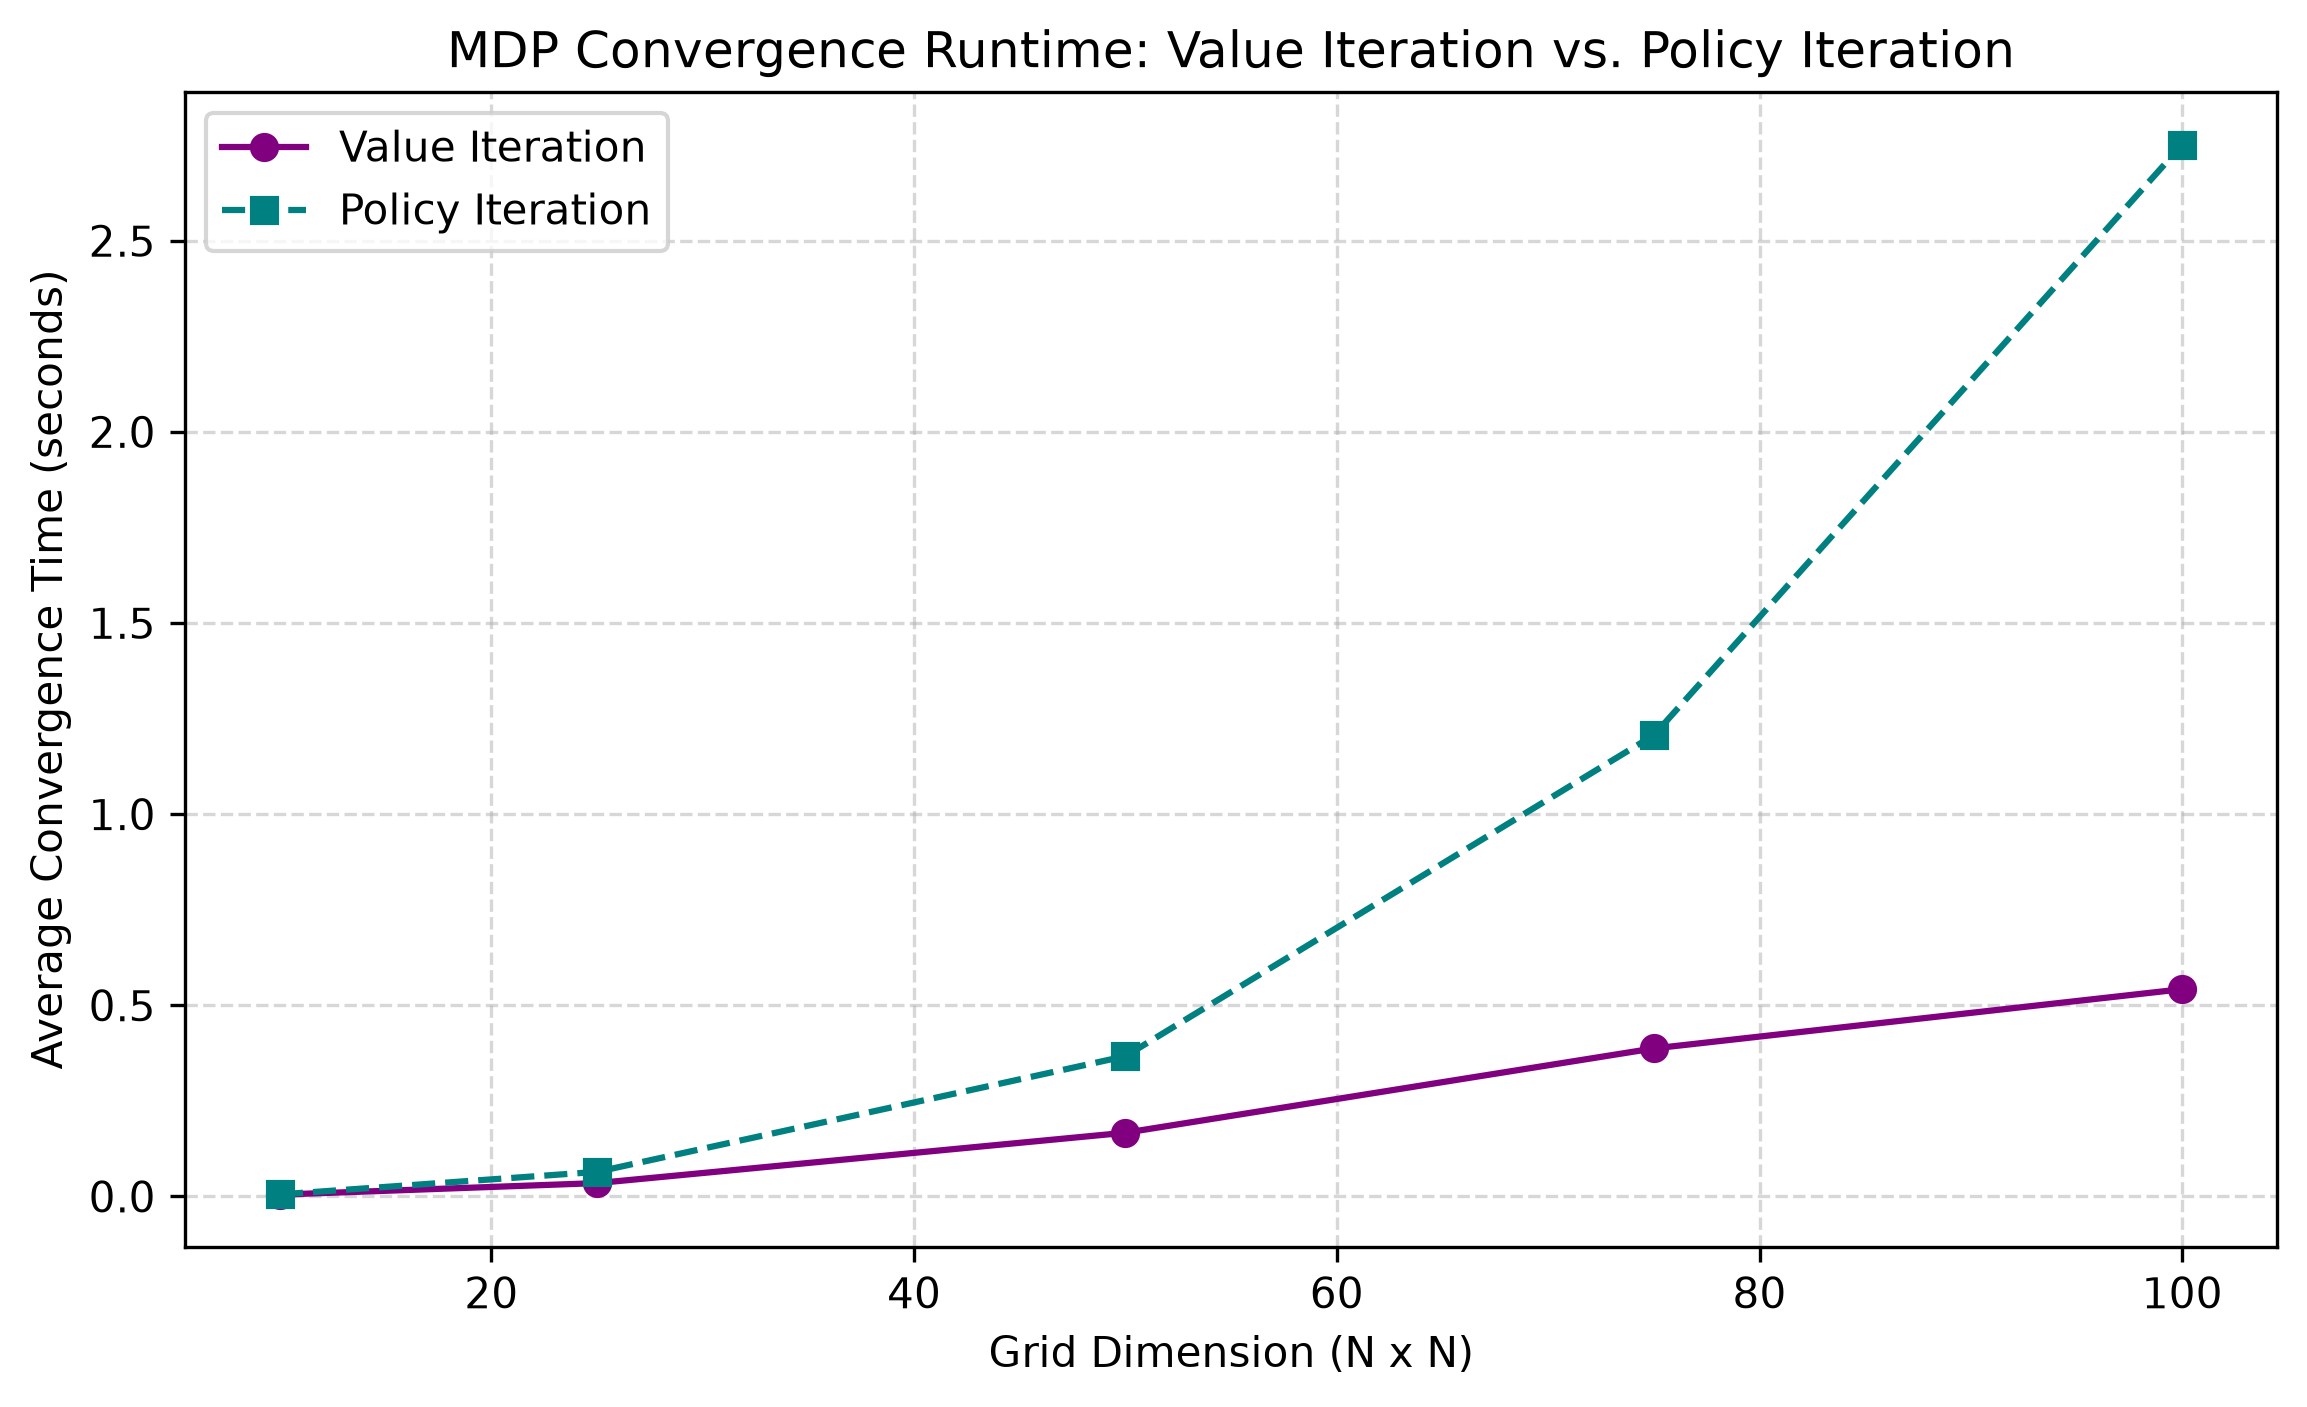 MDP Convergence Runtime: Value Iteration vs. Policy Iteration
Value Iteration
Policy Iteration
Average Convergence Time (seconds)
2.5
2.0
1.5
1.0
0.5
0.0
20
40
60
80
100
Grid Dimension (N x N)